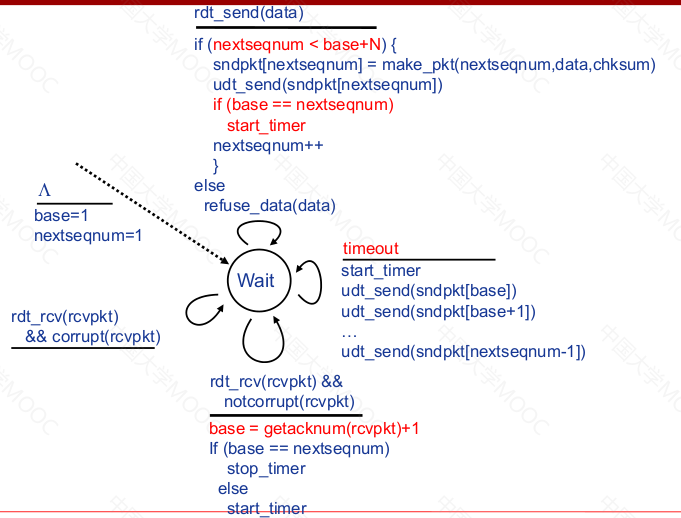 rdt_send(data)
if (nextseqnum < base+N) {
sndpkt[nextseqnum] = make_pkt(nextseqnum,data,chksum)
udt_send(sndpkt[nextseqnum])
if (base == nextseqnum)
start_timer
nextseqnum++
}
else
refuse_data(data)
Λ
base=1
nextseqnum=1
Wait
timeout
start_timer
udt_send(sndpkt[base])
udt_send(sndpkt[base+1])
…
udt_send(sndpkt[nextseqnum-1])
rdt_rcv(rcvpkt)
&& corrupt(rcvpkt)
rdt_rcv(rcvpkt) &&
notcorrupt(rcvpkt)
base = getacknum(rcvpkt)+1
If (base == nextseqnum)
stop_timer
else
start_timer
中国大学MOOC